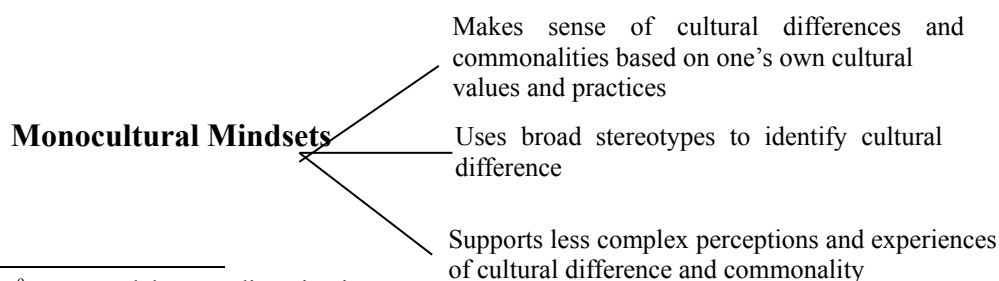 Makes sense of cultural differences and
commonalities based on one’s own cultural
values and practices
Monocultural Mindsets
Uses broad stereotypes to identify cultural
difference
Supports less complex perceptions and experiences
of cultural difference and commonality